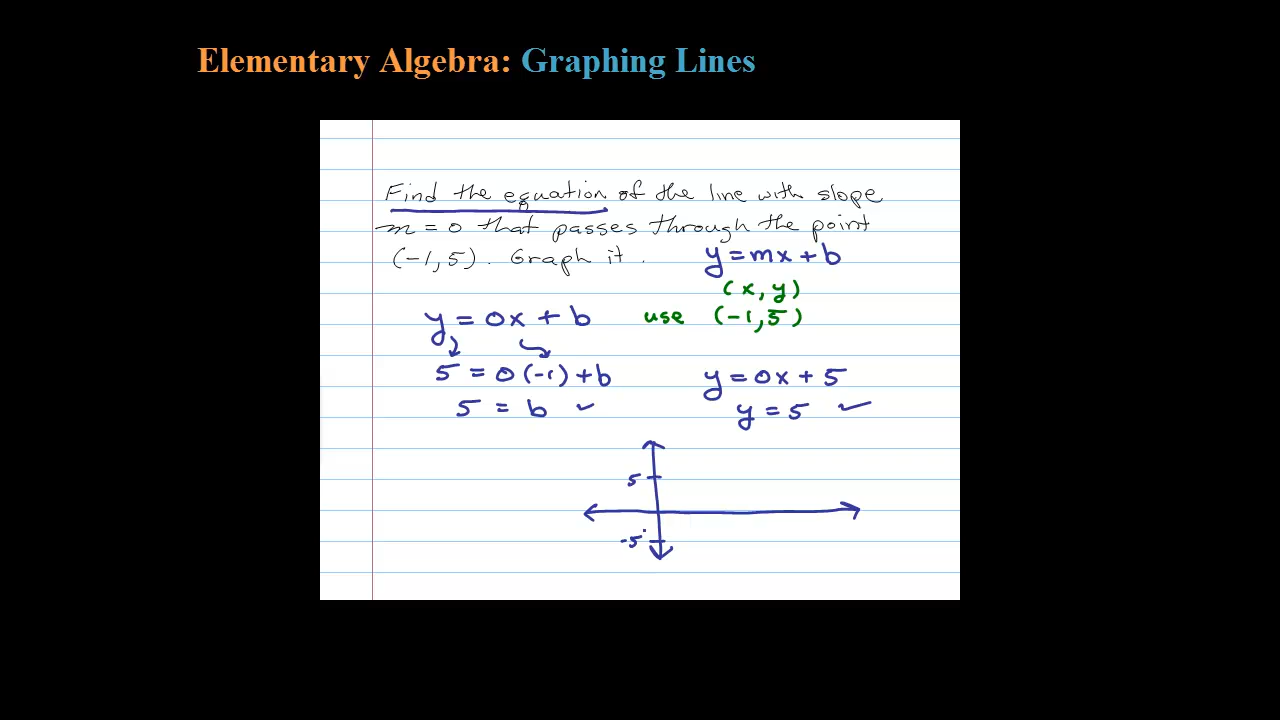 Elementary Algebra: Graphing Lines
Find the equation of the line with slope
m = 0 that passes through the point
(-1, 5). Graph it.
y = mx + b
(x, y)
use (-1, 5)
y = 0x + b
5 = 0(-1) + b
5 = b ✓
y = 0x + 5
y = 5 ✓
5
-5